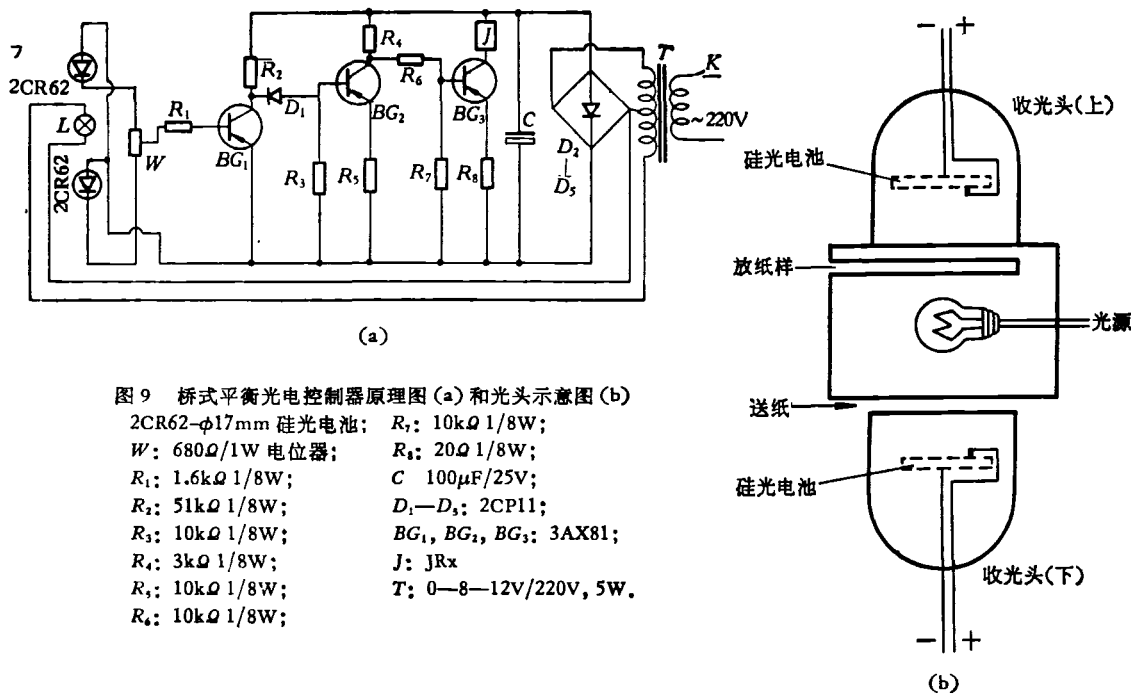 7
2CR62
L
2CR62
W
R₁
R₂
BG₁
D₁
R₃
R₄
BG₂
R₅
R₆
R₇
J
BG₃
R₈
C
D₂
D₅
T
K
~220V
(a)
图 9 桥式平衡光电控制器原理图(a)和光头示意图(b)
2CR62-φ17mm 硅光电池; R₇: 10kΩ 1/8W;
W: 680Ω/1W 电位器; R₈: 20Ω 1/8W;
R₁: 1.6kΩ 1/8W; C 100μF/25V;
R₂: 51kΩ 1/8W; D₁—D₅: 2CP11;
R₃: 10kΩ 1/8W; BG₁, BG₂, BG₃: 3AX81;
R₄: 3kΩ 1/8W; J: JRx
R₅: 10kΩ 1/8W; T: 0—8—12V/220V, 5W.
R₆: 10kΩ 1/8W;
− +
收光头(上)
硅光电池
放纸样
光源
送纸
硅光电池
收光头(下)
− +
(b)